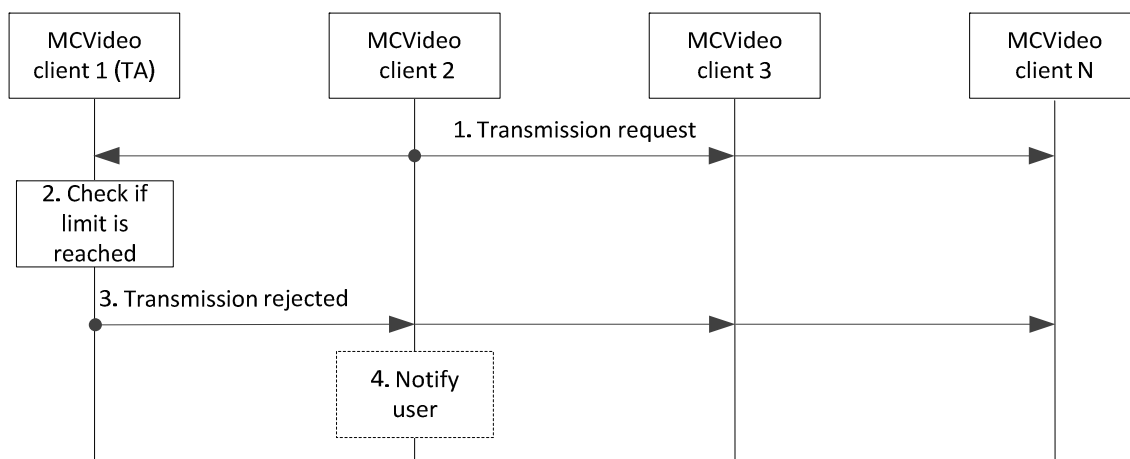 MCVideo
client 1 (TA)
MCVideo
client 2
MCVideo
client 3
MCVideo
client N
1. Transmission request
2. Check if
limit is
reached
3. Transmission rejected
4. Notify
user